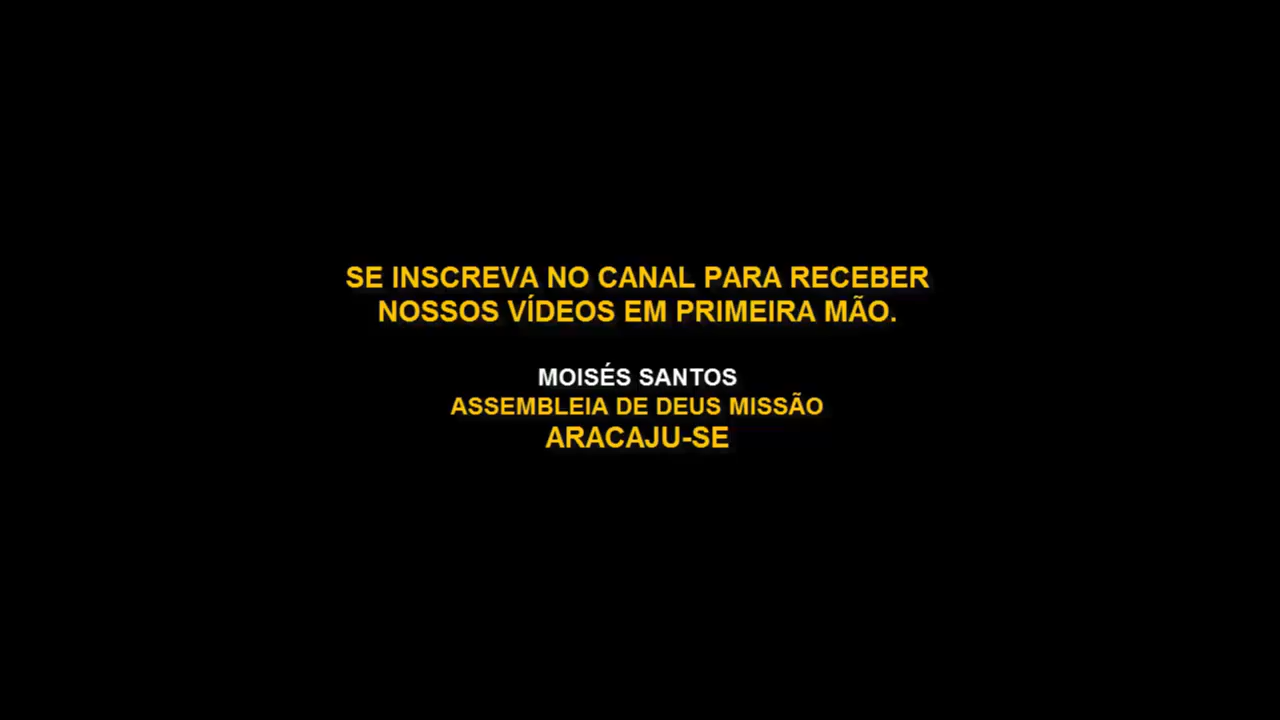 SE INSCREVA NO CANAL PARA RECEBER
NOSSOS VÍDEOS EM PRIMEIRA MÃO.
MOISÉS SANTOS
ASSEMBLEIA DE DEUS MISSÃO
ARACAJU-SE